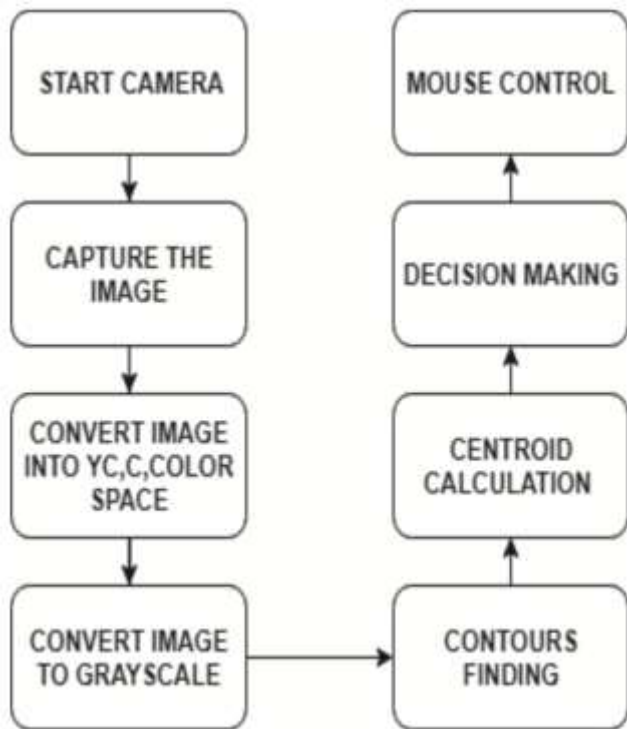 START CAMERA
CAPTURE THE
IMAGE
CONVERT IMAGE
INTO YC,C,COLOR
SPACE
CONVERT IMAGE
TO GRAYSCALE
CONTOURS
FINDING
CENTROID
CALCULATION
DECISION MAKING
MOUSE CONTROL